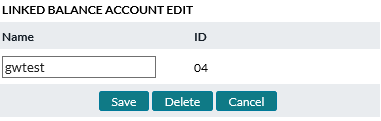 LINKED BALANCE ACCOUNT EDIT
Name ID
gwtest 04
Save Delete Cancel